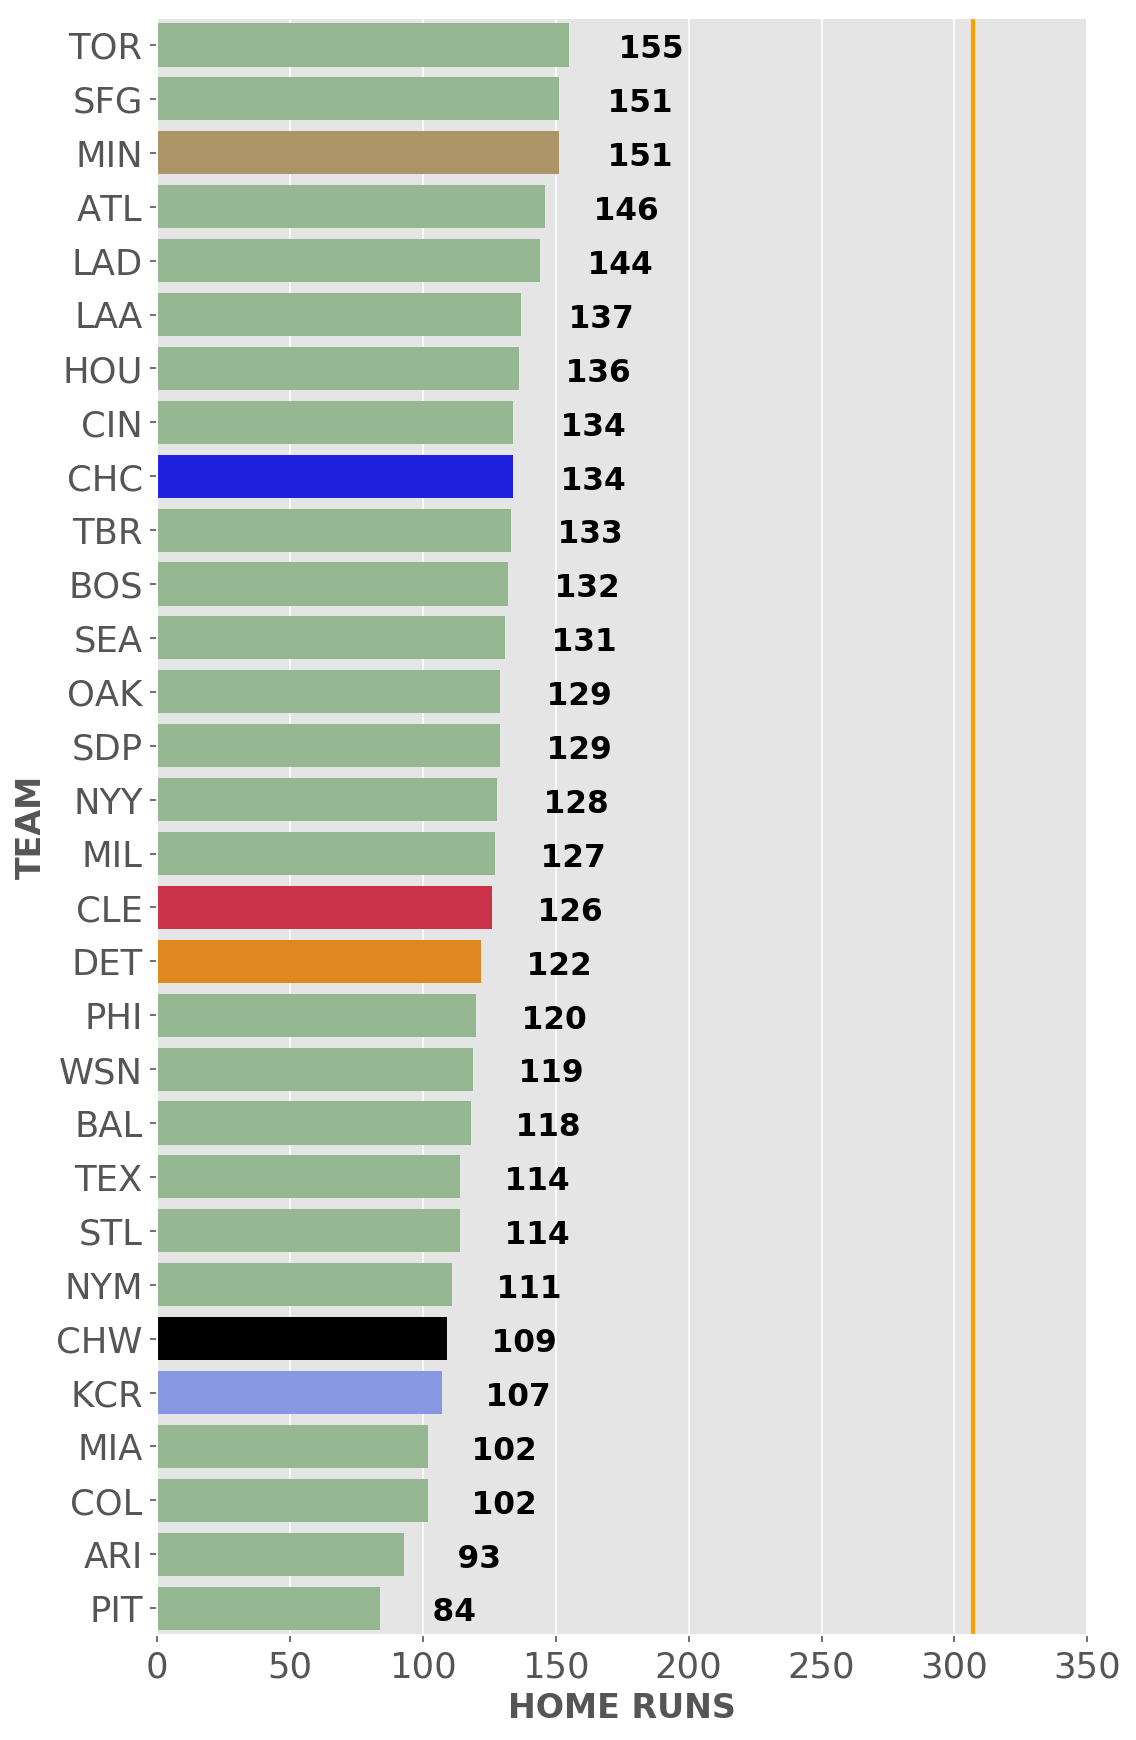 TOR 155
SFG 151
MIN 151
ATL 146
LAD 144
LAA 137
HOU 136
CIN 134
CHC 134
TBR 133
BOS 132
SEA 131
OAK 129
SDP 129
NYY 128
MIL 127
CLE 126
DET 122
PHI 120
WSN 119
BAL 118
TEX 114
STL 114
NYM 111
CHW 109
KCR 107
MIA 102
COL 102
ARI 93
PIT 84
TEAM
0 50 100 150 200 250 300 350
HOME RUNS